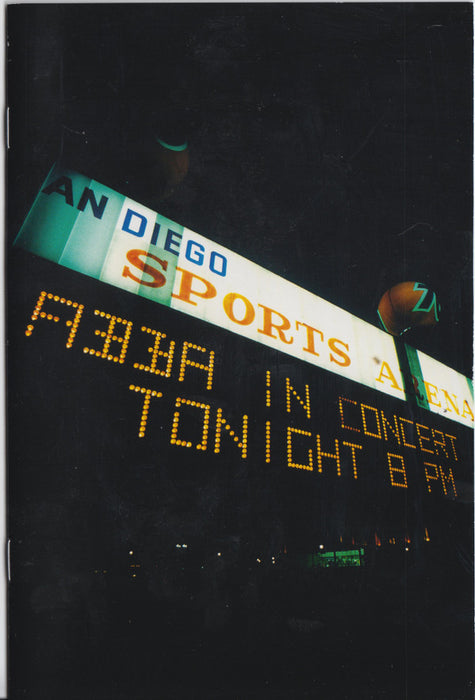 AN DIEGO
SPORTS ARENA
ABBA IN CONCERT
TONIGHT 8 PM